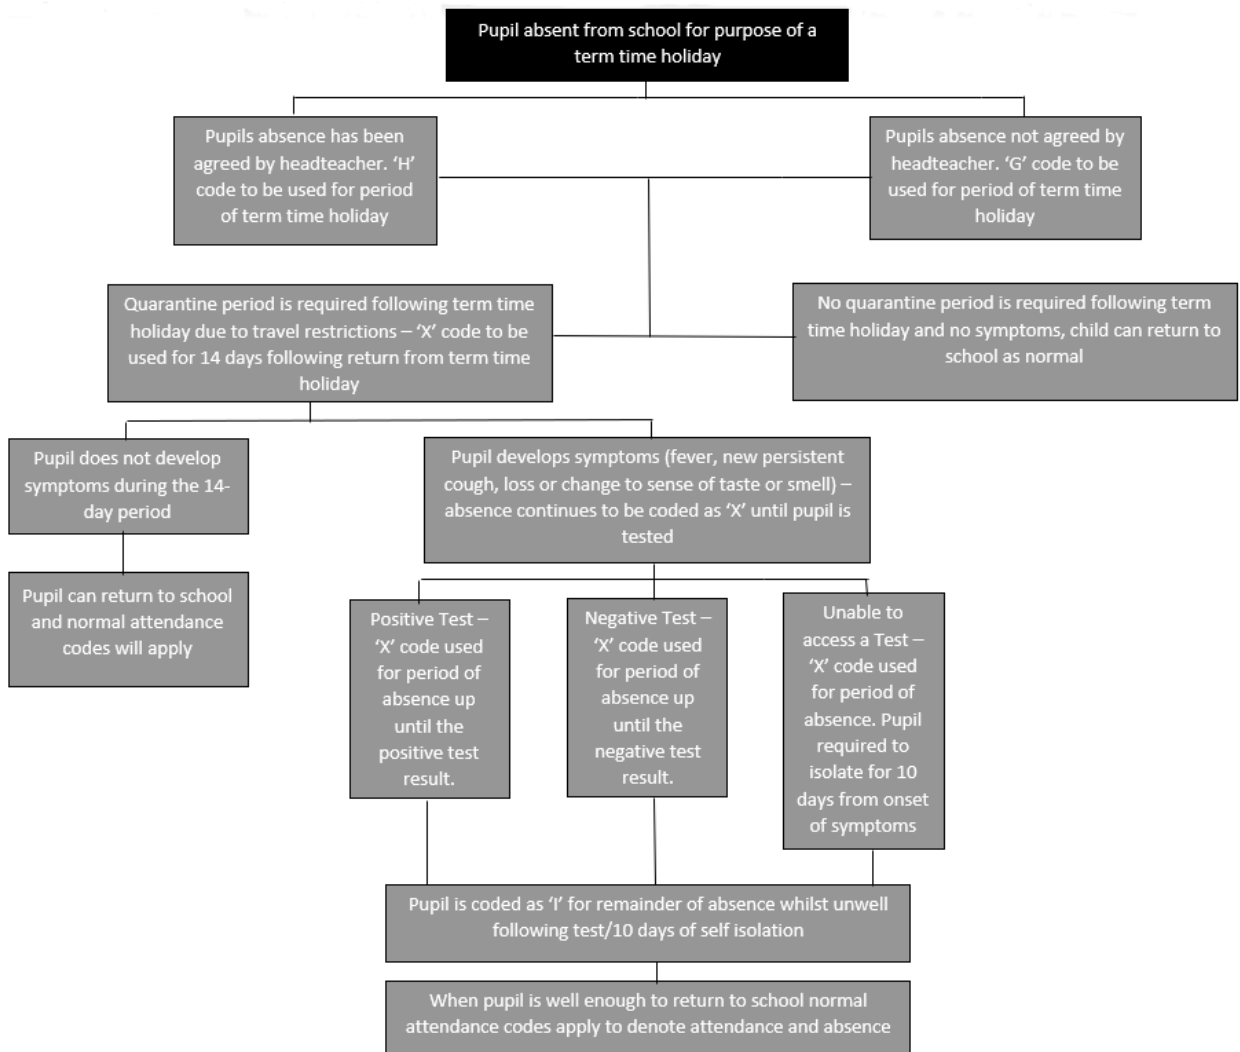 Pupil absent from school for purpose of a
term time holiday
Pupils absence has been
agreed by headteacher. ‘H’
code to be used for period
of term time holiday
Pupils absence not agreed by
headteacher. ‘G’ code to be
used for period of term time
holiday
Quarantine period is required following term time
holiday due to travel restrictions – ‘X’ code to be
used for 14 days following return from term time
holiday
No quarantine period is required following term
time holiday and no symptoms, child can return to
school as normal
Pupil does not develop
symptoms during the 14-
day period
Pupil develops symptoms (fever, new persistent
cough, loss or change to sense of taste or smell) –
absence continues to be coded as ‘X’ until pupil is
tested
Pupil can return to school
and normal attendance
codes will apply
Positive Test –
‘X’ code used
for period of
absence up
until the
positive test
result.
Negative Test –
‘X’ code used
for period of
absence up
until the
negative test
result.
Unable to
access a Test –
‘X’ code used
for period of
absence. Pupil
required to
isolate for 10
days from onset
of symptoms
Pupil is coded as ‘I’ for remainder of absence whilst unwell
following test/10 days of self isolation
When pupil is well enough to return to school normal
attendance codes apply to denote attendance and absence